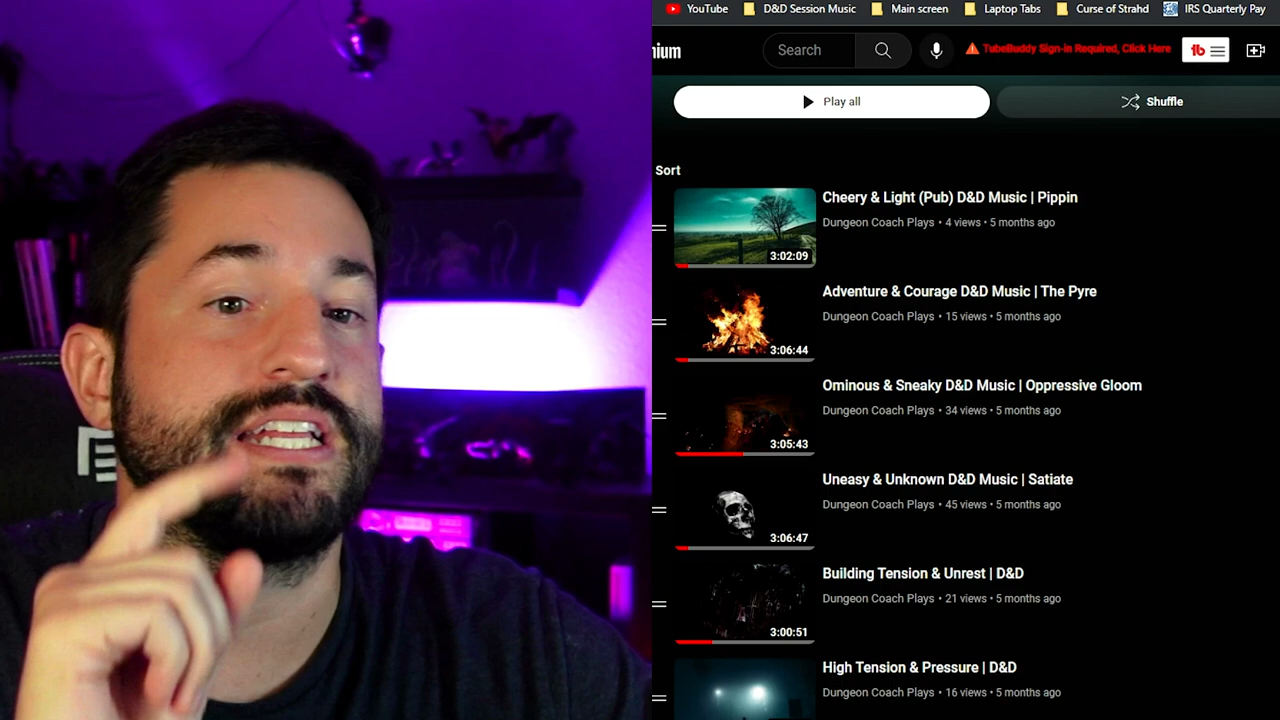 YouTube D&D Session Music Main screen Laptop Tabs Curse of Strahd IRS Quarterly Pay
nium Search TubeBuddy Sign-in Required, Click Here tb
Play all Shuffle
Sort
Cheery & Light (Pub) D&D Music | Pippin
Dungeon Coach Plays • 4 views • 5 months ago
3:02:09
Adventure & Courage D&D Music | The Pyre
Dungeon Coach Plays • 15 views • 5 months ago
3:06:44
Ominous & Sneaky D&D Music | Oppressive Gloom
Dungeon Coach Plays • 34 views • 5 months ago
3:05:43
Uneasy & Unknown D&D Music | Satiate
Dungeon Coach Plays • 45 views • 5 months ago
3:06:47
Building Tension & Unrest | D&D
Dungeon Coach Plays • 21 views • 5 months ago
3:00:51
High Tension & Pressure | D&D
Dungeon Coach Plays • 16 views • 5 months ago